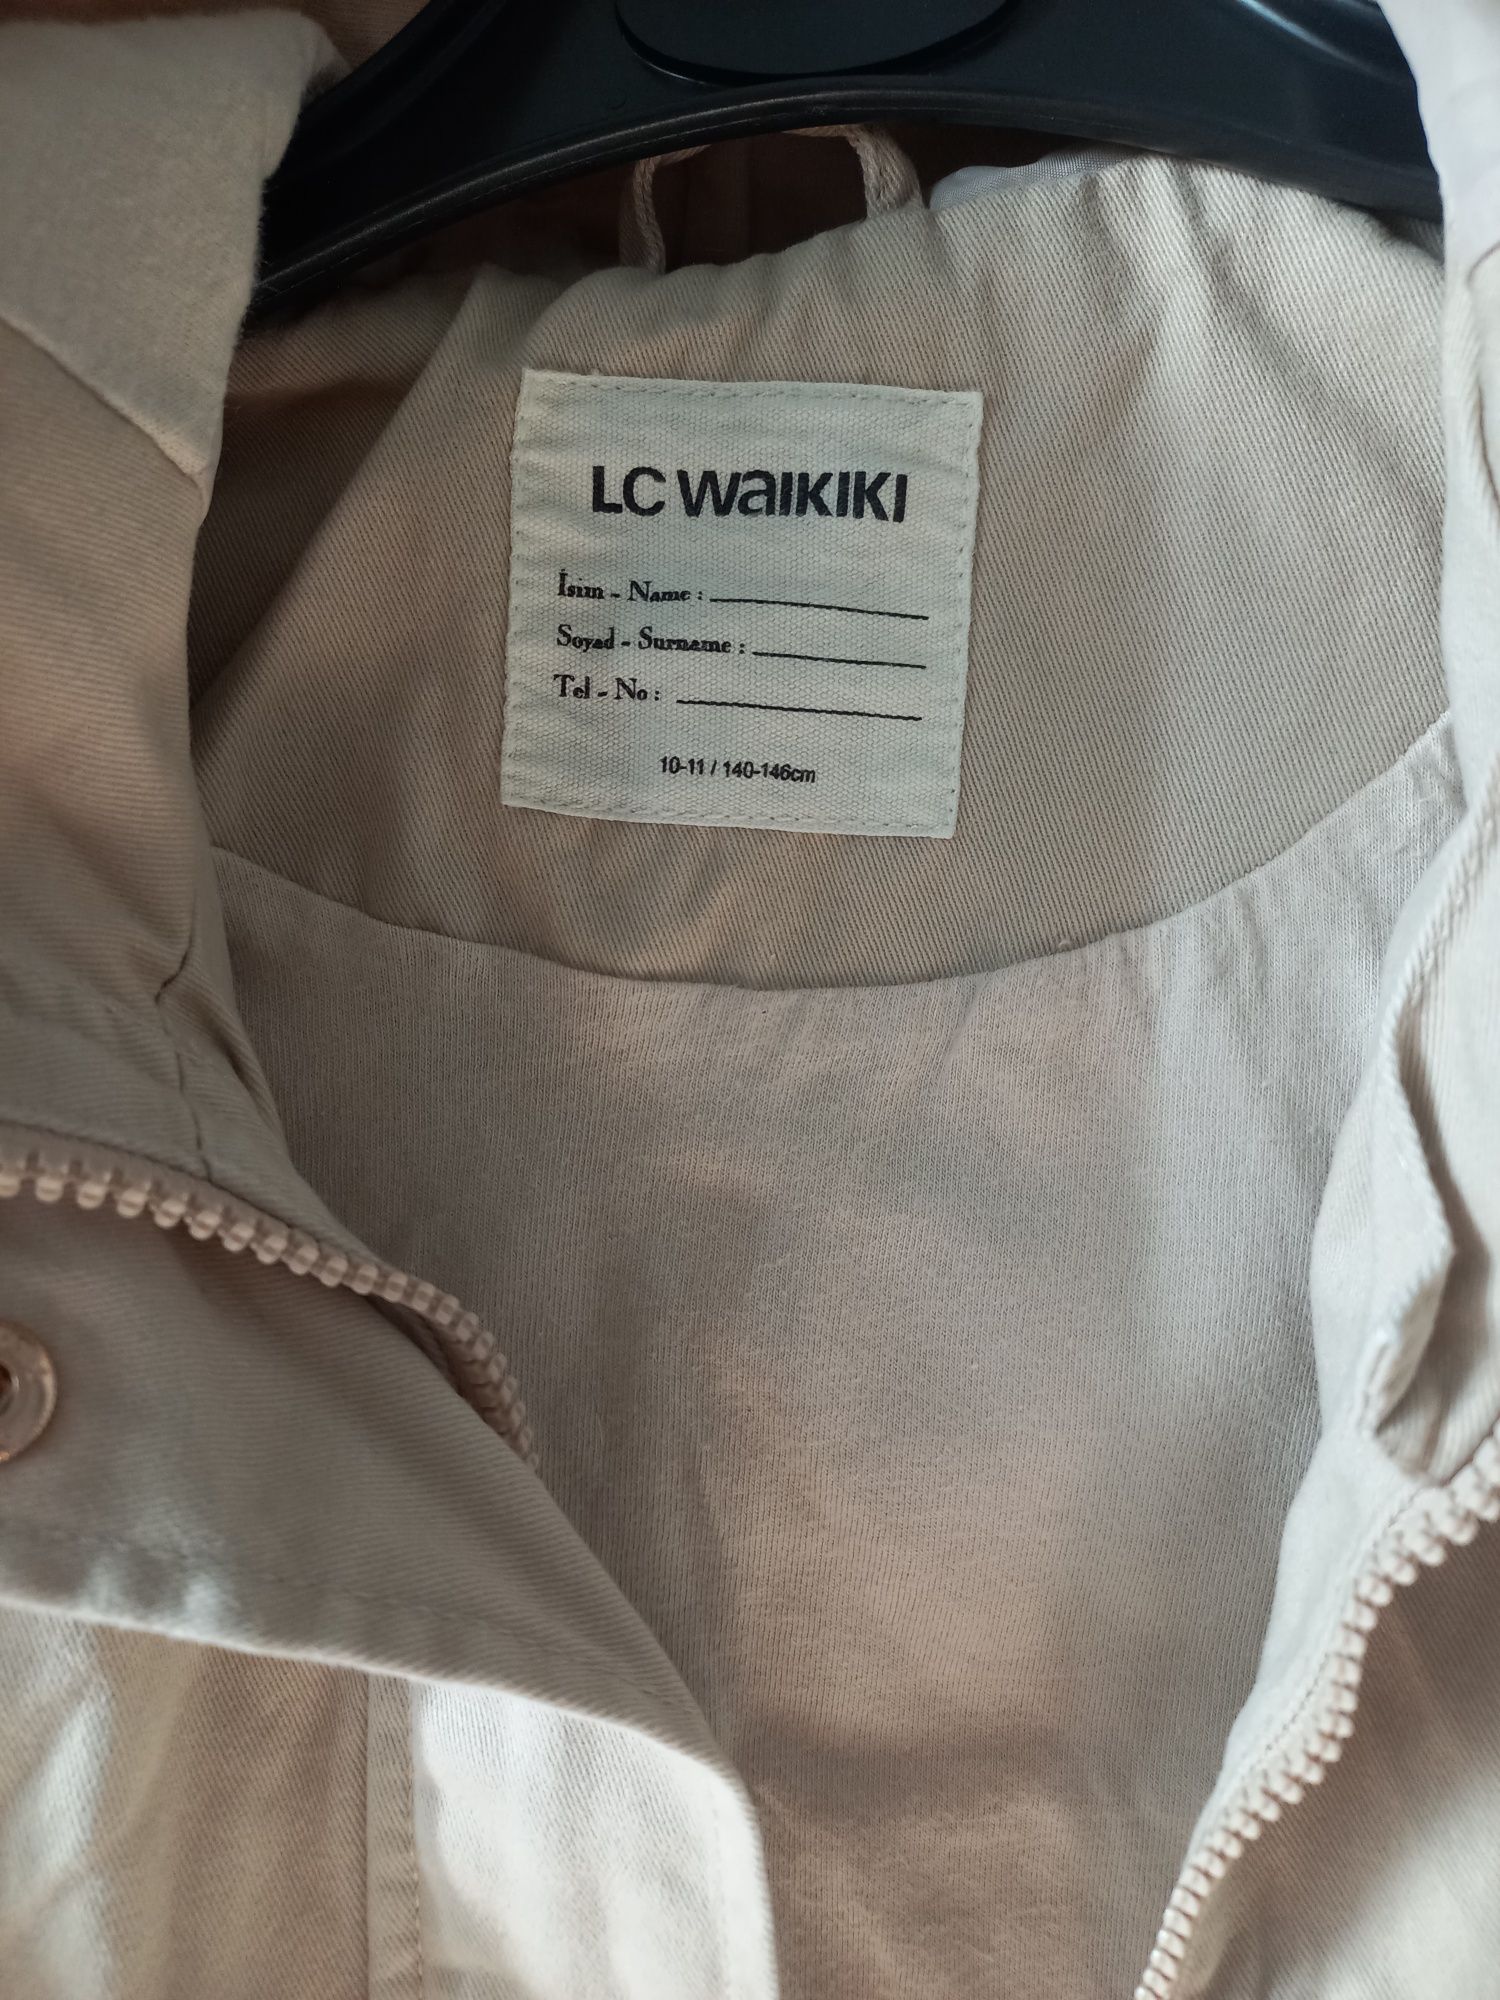 LC WAIKIKI
İsim - Name :
Soyad - Surname :
Tel - No :
10-11 / 140-146cm